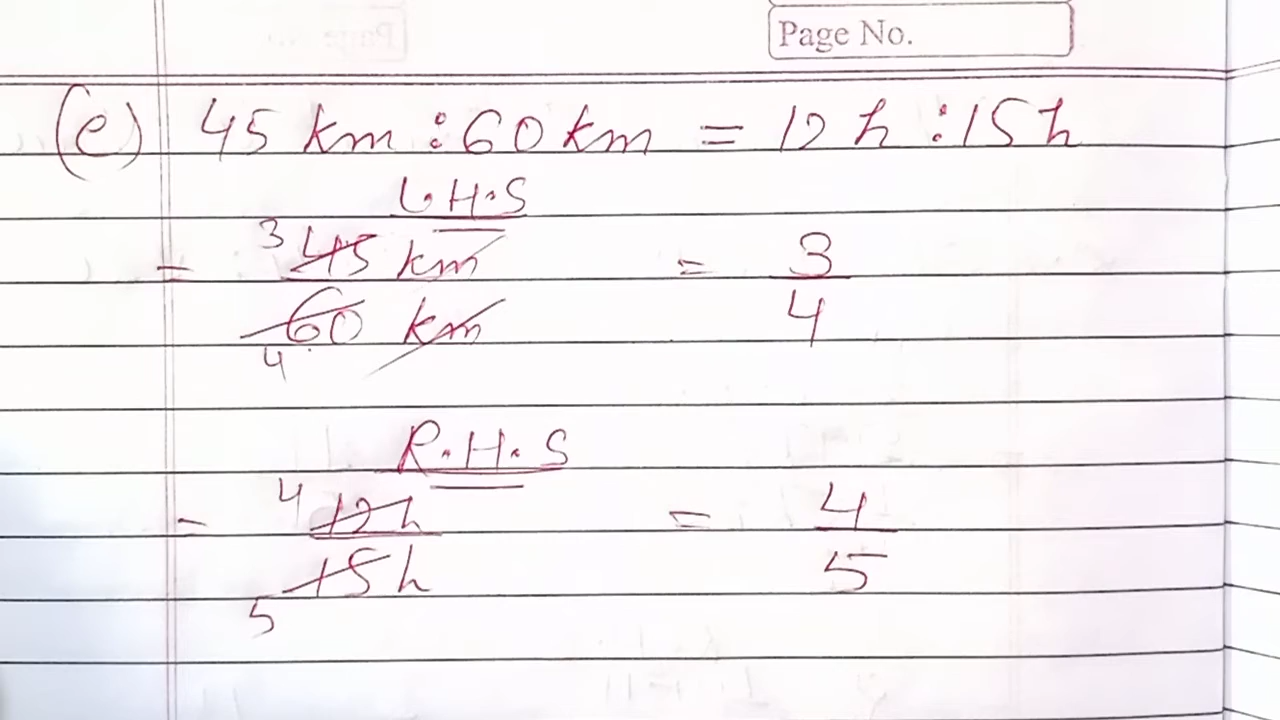 Page No.
(e) 45 km : 60 km = 12 h : 15 h
L.H.S
3 45 km
= = 3
60 km 4
4
R.H.S
4 12 h
= = 4
15 h 5
5